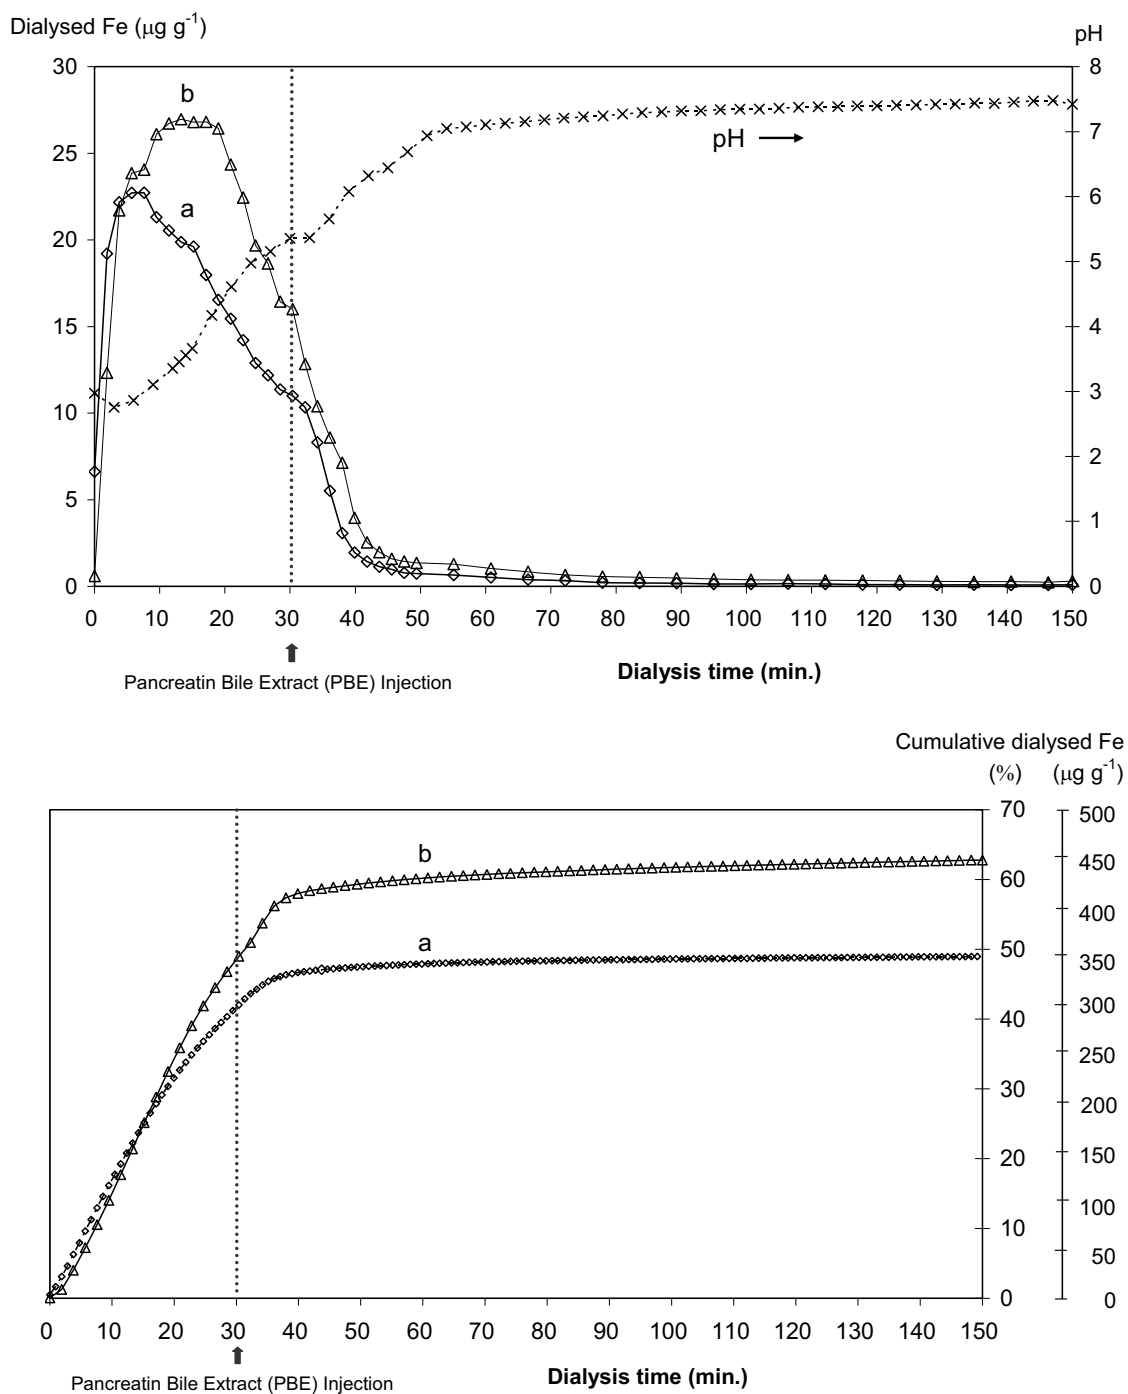 Dialysed Fe (μg g-1)
pH
30
8
b
7
25
pH
6
a
20
5
15
4
3
10
2
5
1
0
0
0 10 20 30 40 50 60 70 80 90 100 110 120 130 140 150
Dialysis time (min.)
Pancreatin Bile Extract (PBE) Injection
Cumulative dialysed Fe
(%) (μg g-1)
70 500
b
450
60
400
a
50 350
40 300
250
30
200
20 150
100
10
50
0 0
0 10 20 30 40 50 60 70 80 90 100 110 120 130 140 150
Dialysis time (min.)
Pancreatin Bile Extract (PBE) Injection